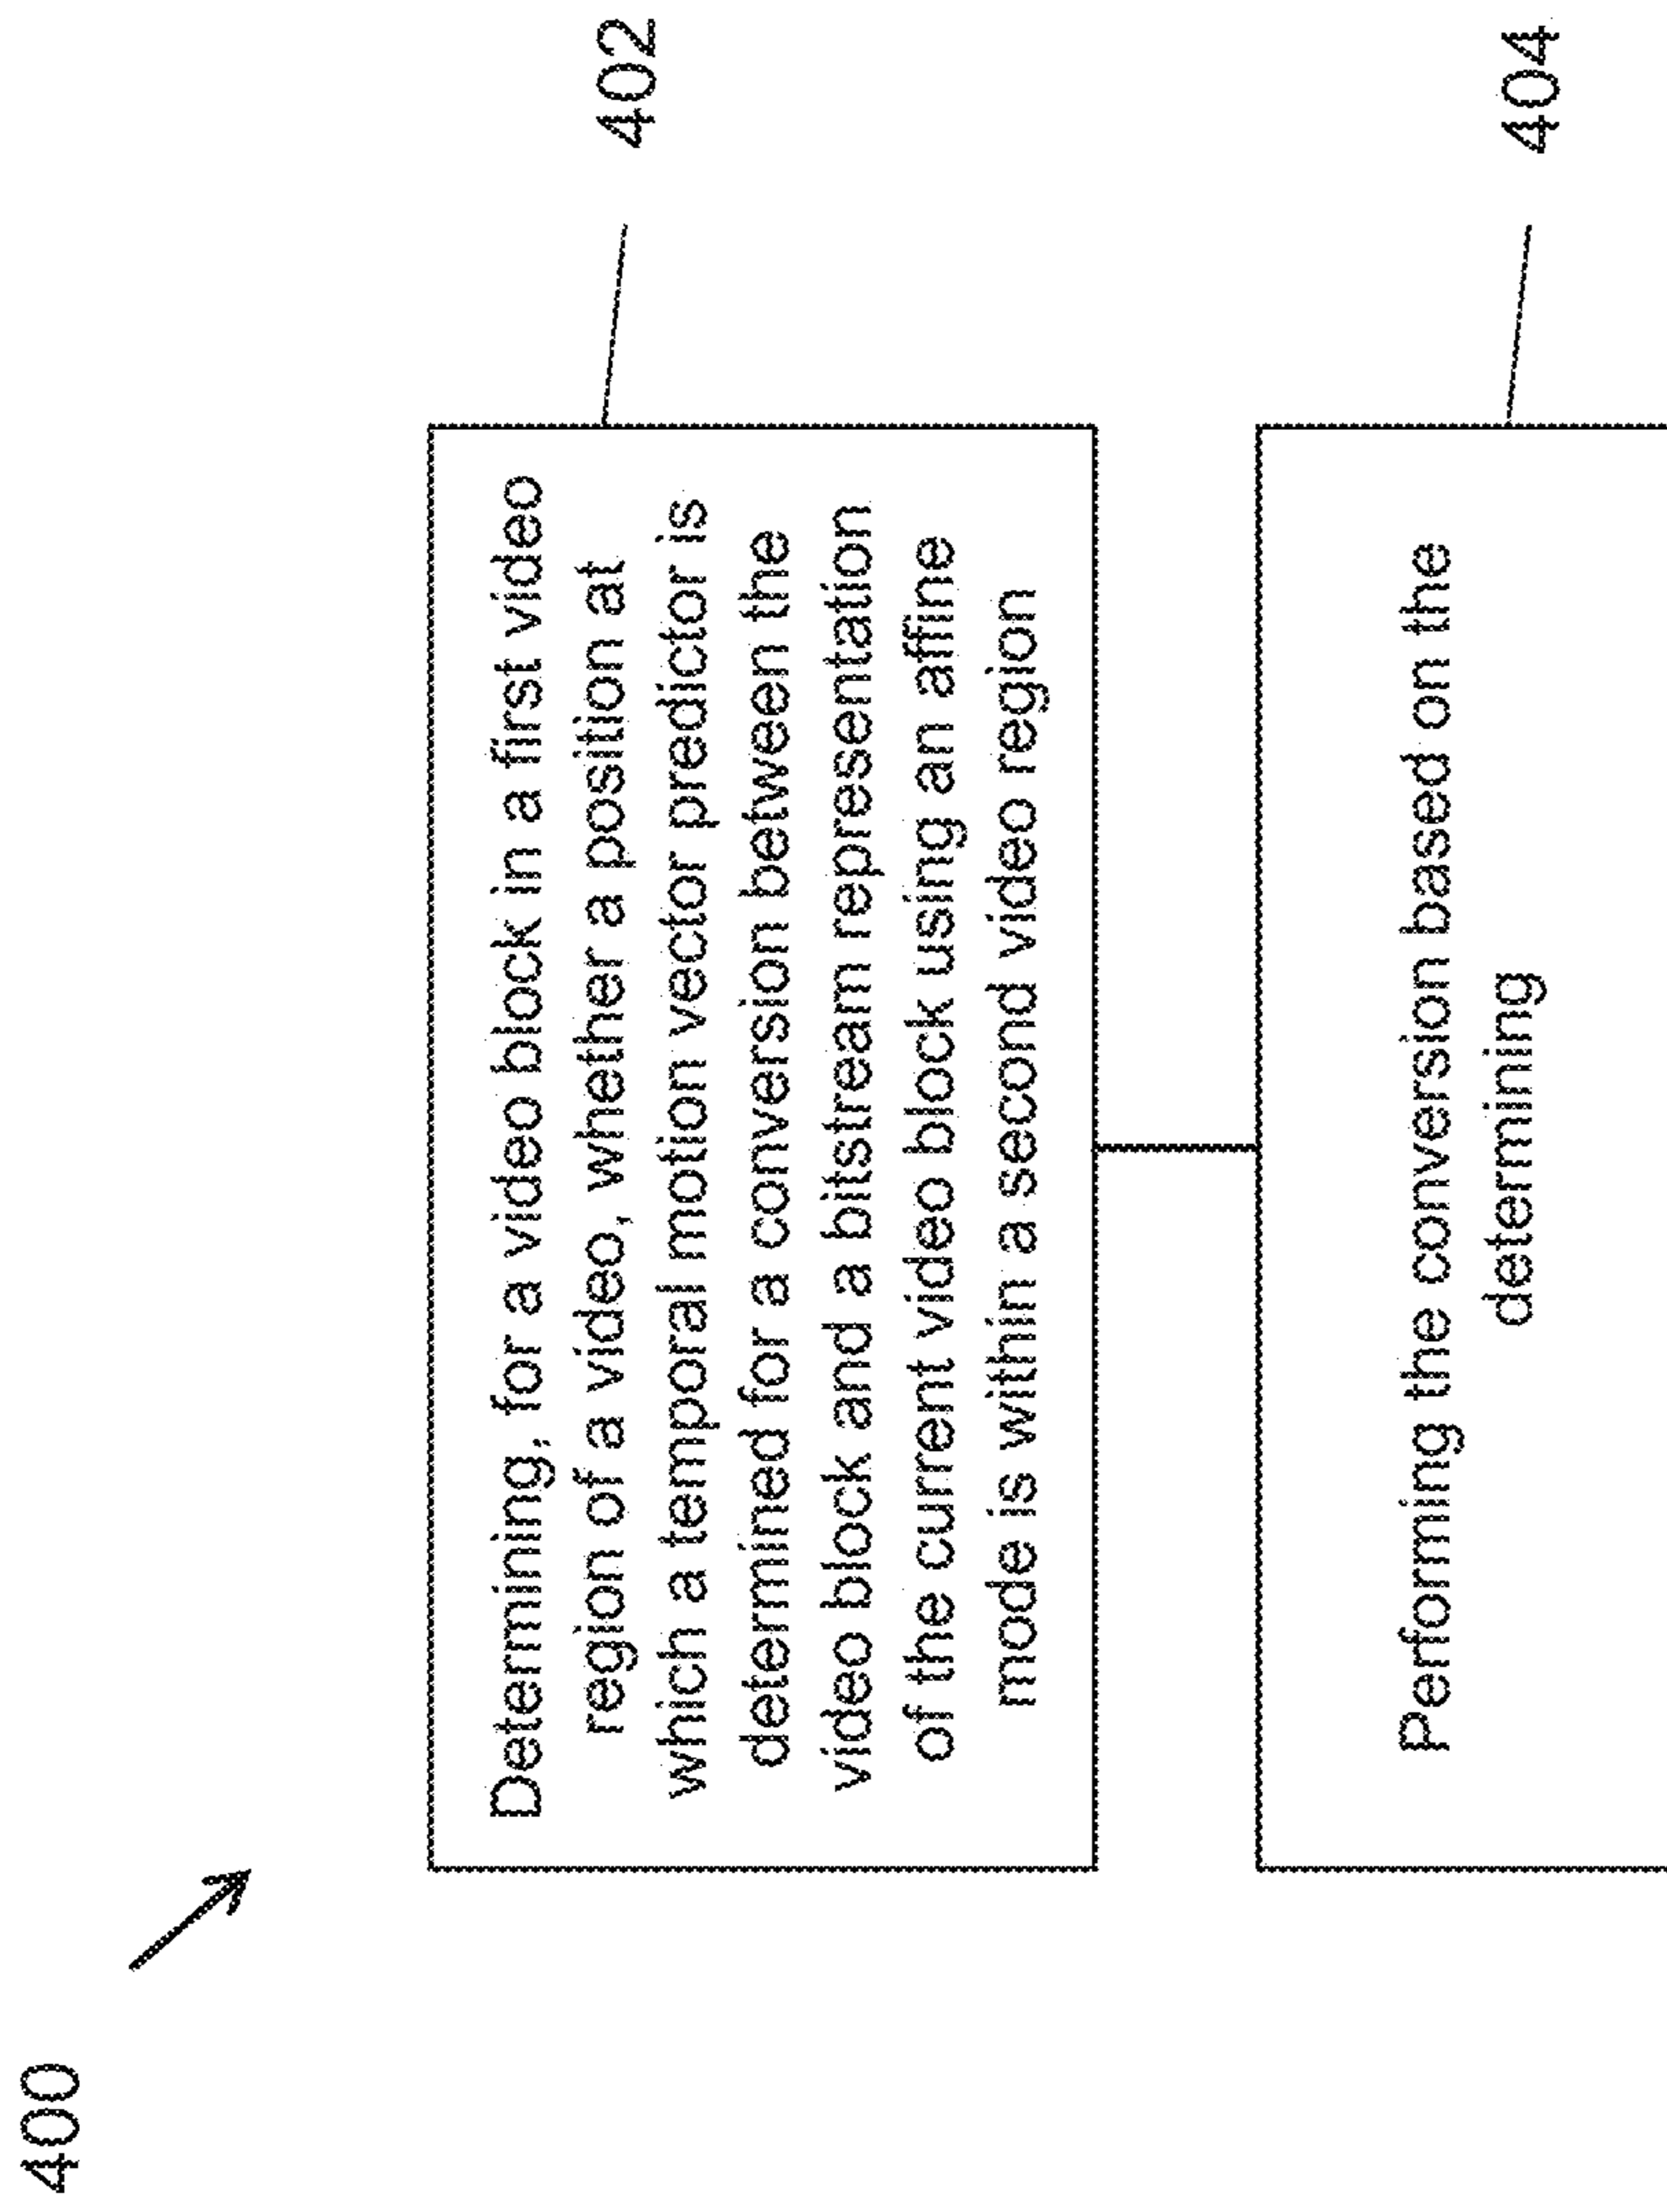 400
Determining, for a video block in a first video
region of a video, whether a position at
which a temporal motion vector predictor is
determined for a conversion between the
video block and a bitstream representation
of the current video block using an affine
mode is within a second video region
402
Performing the conversion based on the
determining
404